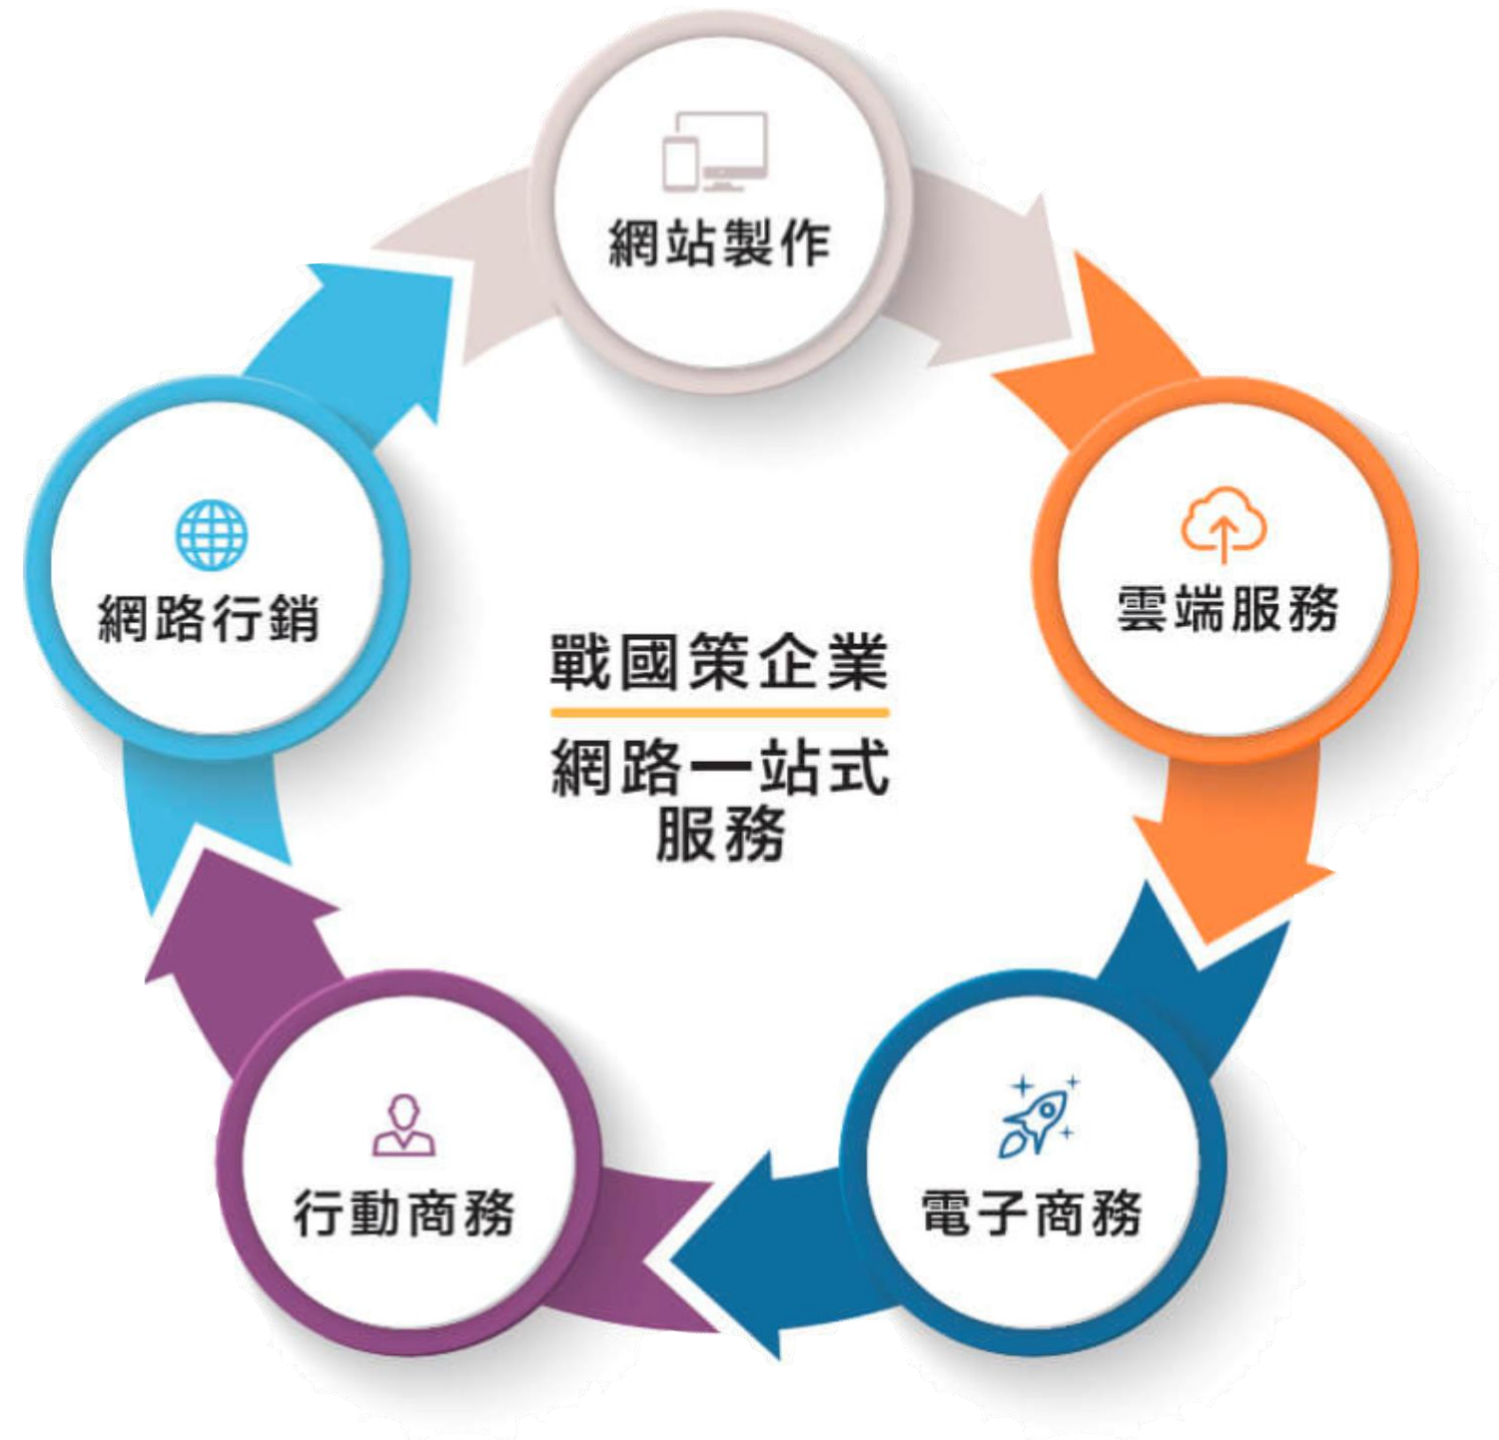 網站製作
雲端服務
電子商務
行動商務
網路行銷
戰國策企業
網路一站式
服務